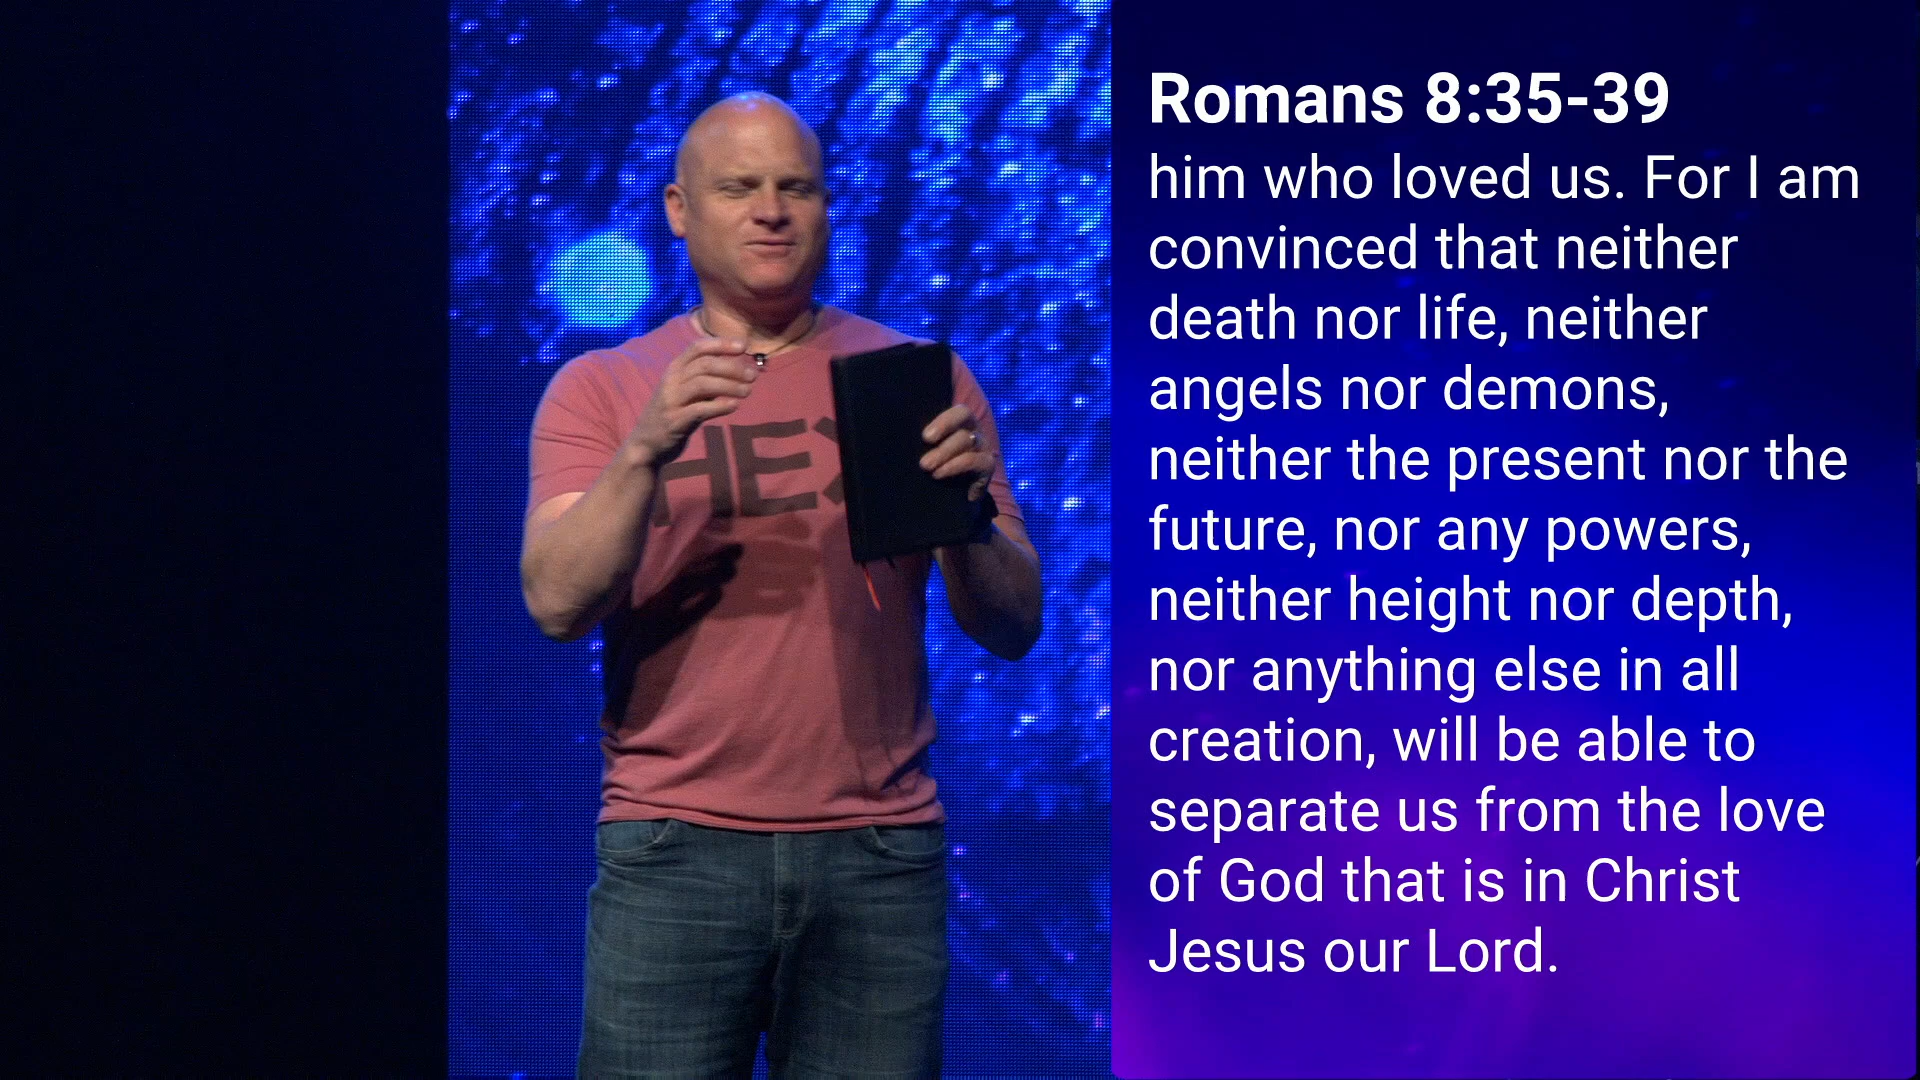 Romans 8:35-39
him who loved us. For I am
convinced that neither
death nor life, neither
angels nor demons,
neither the present nor the
future, nor any powers,
neither height nor depth,
nor anything else in all
creation, will be able to
separate us from the love
of God that is in Christ
Jesus our Lord.